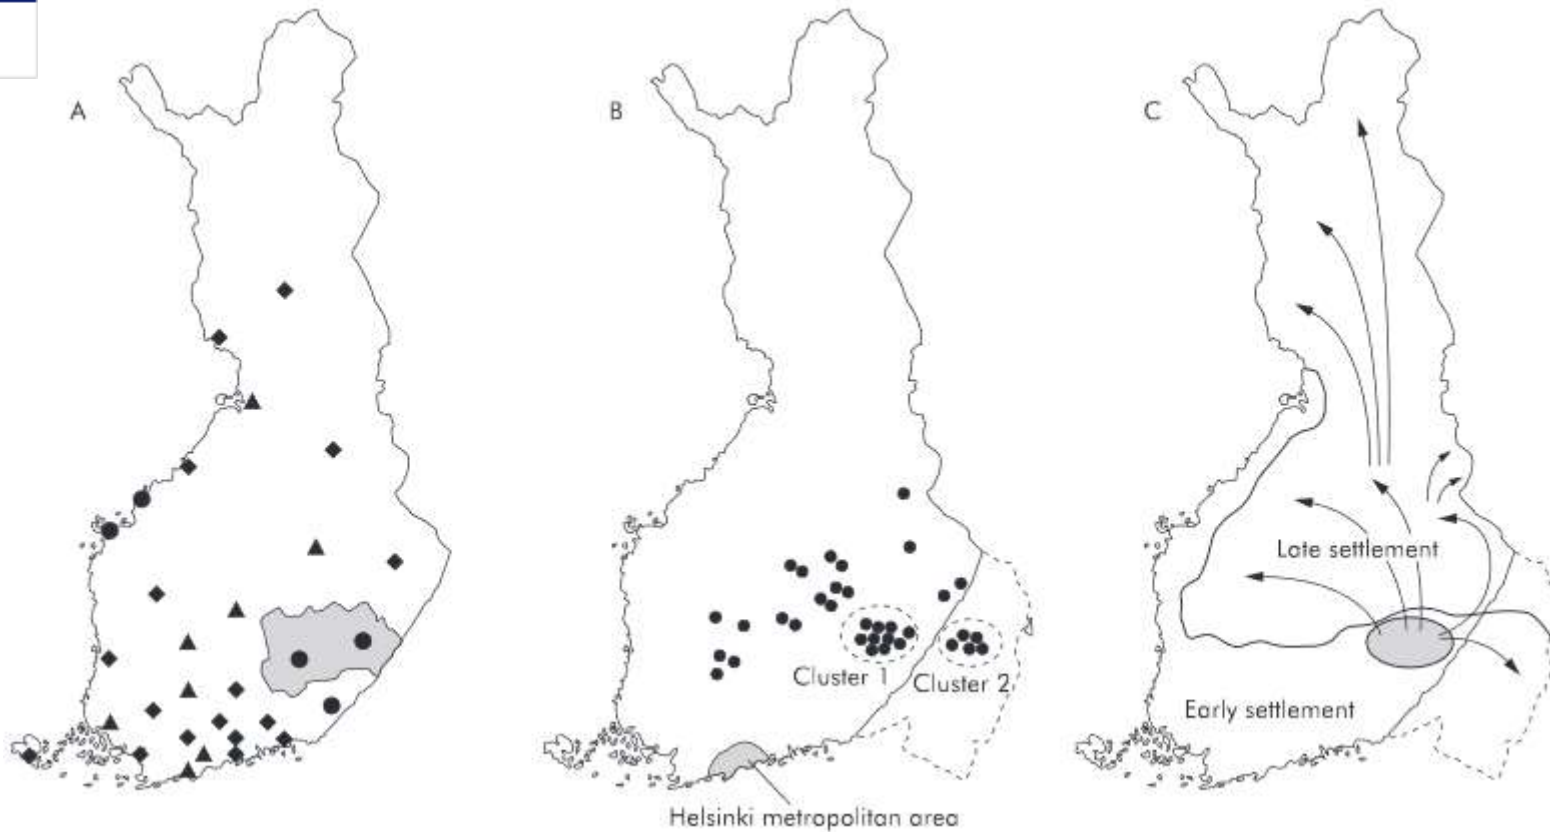 A
B
C
Late settlement
Cluster 1
Cluster 2
Early settlement
Helsinki metropolitan area